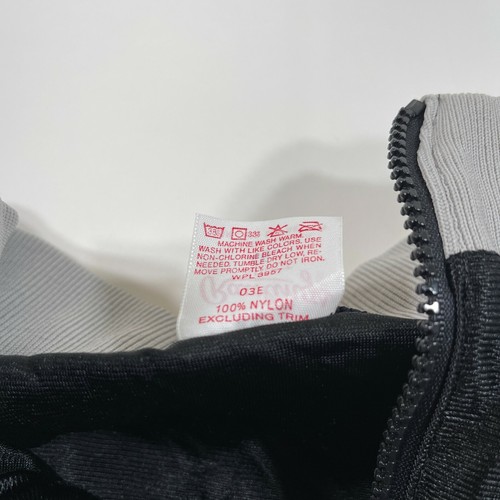 MACHINE WASH WARM.
WASH WITH LIKE COLORS. USE
NON-CHLORINE BLEACH WHEN
NEEDED. TUMBLE DRY LOW, RE-
MOVE PROMPTLY DO NOT IRON.
WPL 8957
03E
100% NYLON
EXCLUDING TRIM